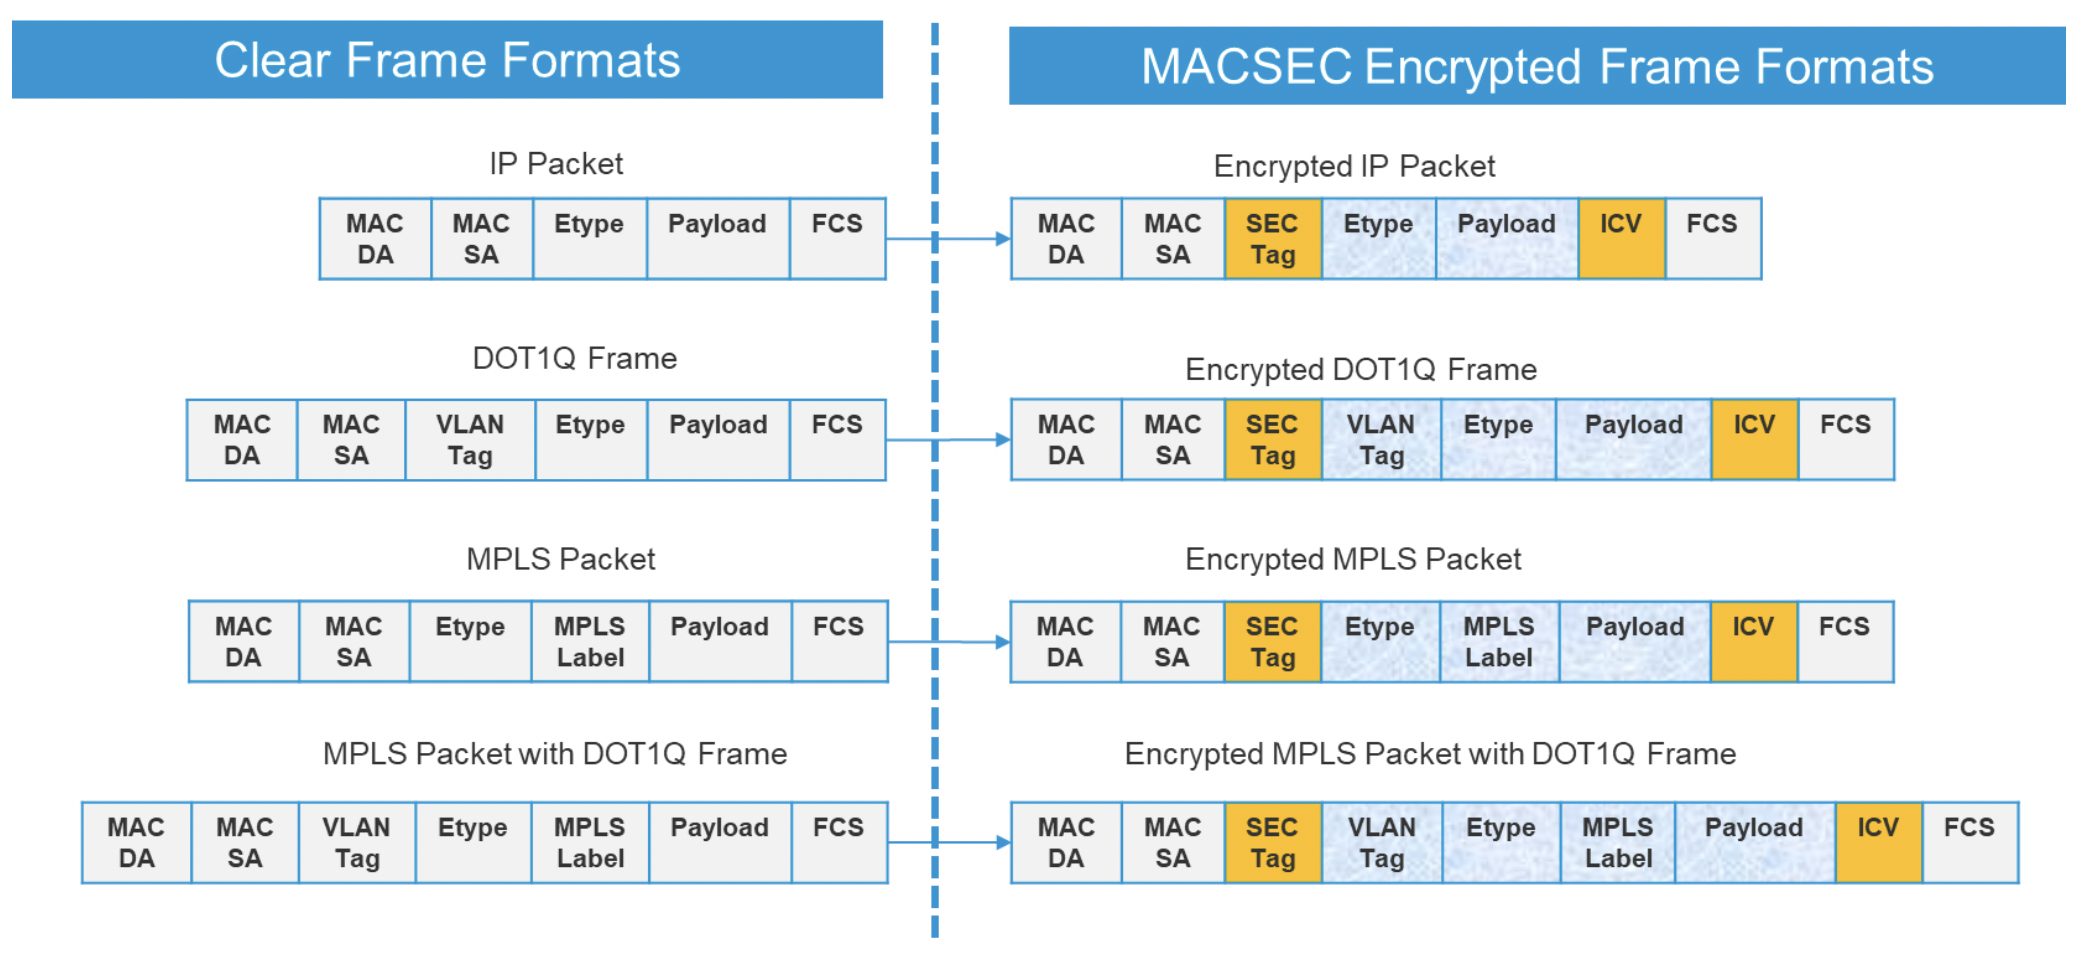 Clear Frame Formats
MACSEC Encrypted Frame Formats
IP Packet
MAC DA MAC SA Etype Payload FCS
Encrypted IP Packet
MAC DA MAC SA SEC Tag Etype Payload ICV FCS
DOT1Q Frame
MAC DA MAC SA VLAN Tag Etype Payload FCS
Encrypted DOT1Q Frame
MAC DA MAC SA SEC Tag VLAN Tag Etype Payload ICV FCS
MPLS Packet
MAC DA MAC SA Etype MPLS Label Payload FCS
Encrypted MPLS Packet
MAC DA MAC SA SEC Tag Etype MPLS Label Payload ICV FCS
MPLS Packet with DOT1Q Frame
MAC DA MAC SA VLAN Tag Etype MPLS Label Payload FCS
Encrypted MPLS Packet with DOT1Q Frame
MAC DA MAC SA SEC Tag VLAN Tag Etype MPLS Label Payload ICV FCS